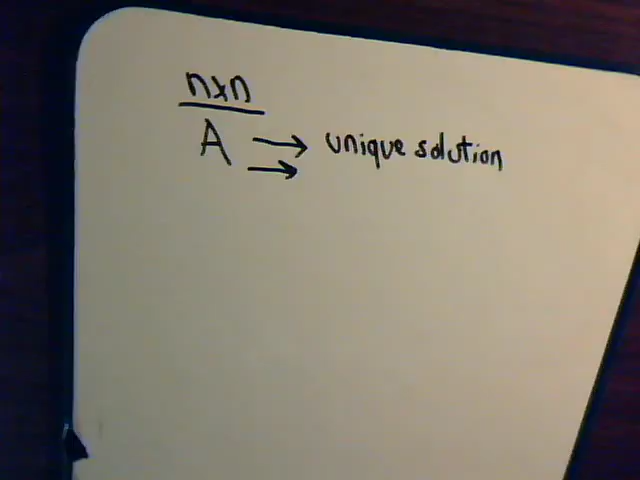 nxn
A → unique solution
→